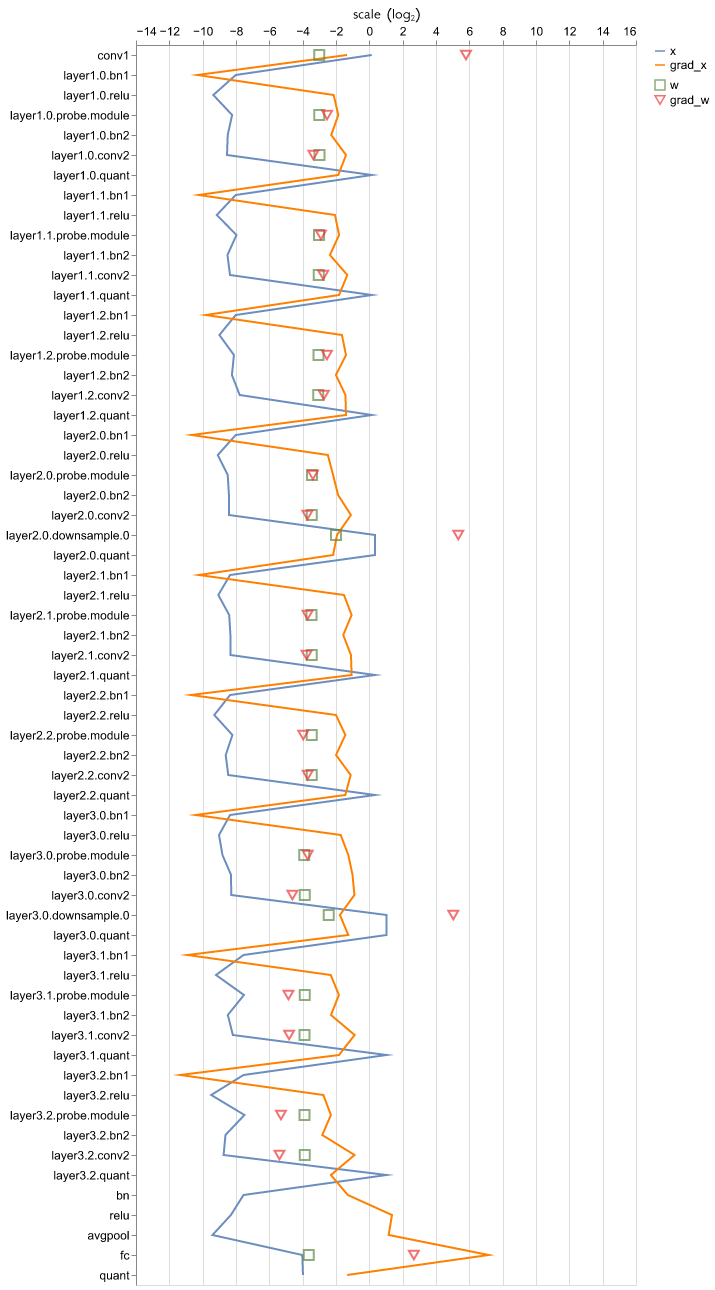 scale (log₂)
−14 −12 −10 −8 −6 −4 −2 0 2 4 6 8 10 12 14 16
x
grad_x
w
grad_w
conv1
layer1.0.bn1
layer1.0.relu
layer1.0.probe.module
layer1.0.bn2
layer1.0.conv2
layer1.0.quant
layer1.1.bn1
layer1.1.relu
layer1.1.probe.module
layer1.1.bn2
layer1.1.conv2
layer1.1.quant
layer1.2.bn1
layer1.2.relu
layer1.2.probe.module
layer1.2.bn2
layer1.2.conv2
layer1.2.quant
layer2.0.bn1
layer2.0.relu
layer2.0.probe.module
layer2.0.bn2
layer2.0.conv2
layer2.0.downsample.0
layer2.0.quant
layer2.1.bn1
layer2.1.relu
layer2.1.probe.module
layer2.1.bn2
layer2.1.conv2
layer2.1.quant
layer2.2.bn1
layer2.2.relu
layer2.2.probe.module
layer2.2.bn2
layer2.2.conv2
layer2.2.quant
layer3.0.bn1
layer3.0.relu
layer3.0.probe.module
layer3.0.bn2
layer3.0.conv2
layer3.0.downsample.0
layer3.0.quant
layer3.1.bn1
layer3.1.relu
layer3.1.probe.module
layer3.1.bn2
layer3.1.conv2
layer3.1.quant
layer3.2.bn1
layer3.2.relu
layer3.2.probe.module
layer3.2.bn2
layer3.2.conv2
layer3.2.quant
bn
relu
avgpool
fc
quant